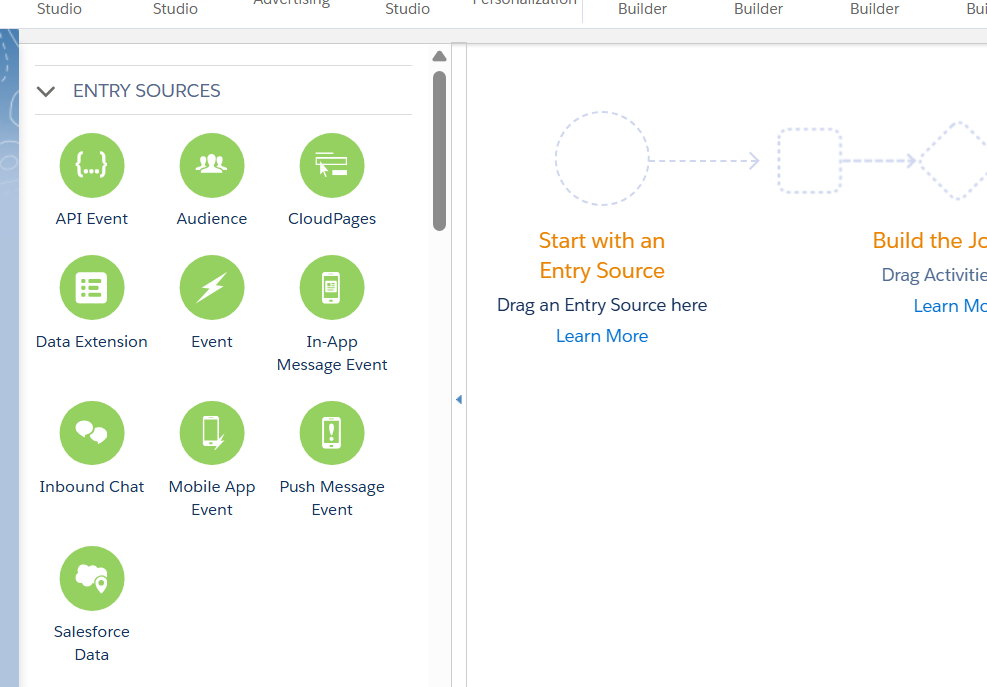 Studio
Studio
Advertising
Studio
Personalization
Builder
Builder
Builder
ENTRY SOURCES
{...}
API Event
Audience
CloudPages
Data Extension
Event
In-App
Message Event
Inbound Chat
Mobile App
Event
Push Message
Event
Salesforce
Data
Start with an
Entry Source
Drag an Entry Source here
Learn More
Build the Jo
Drag Activitie
Learn Mo